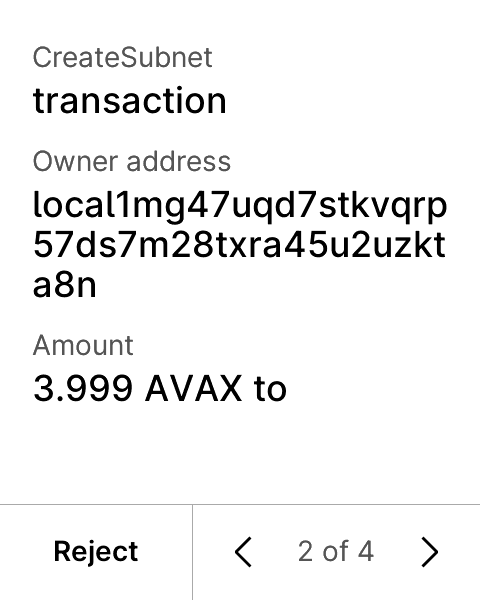 CreateSubnet
transaction
Owner address
local1mg47uqd7stkvqrp
57ds7m28txra45u2uzkt
a8n
Amount
3.999 AVAX to
Reject
2 of 4